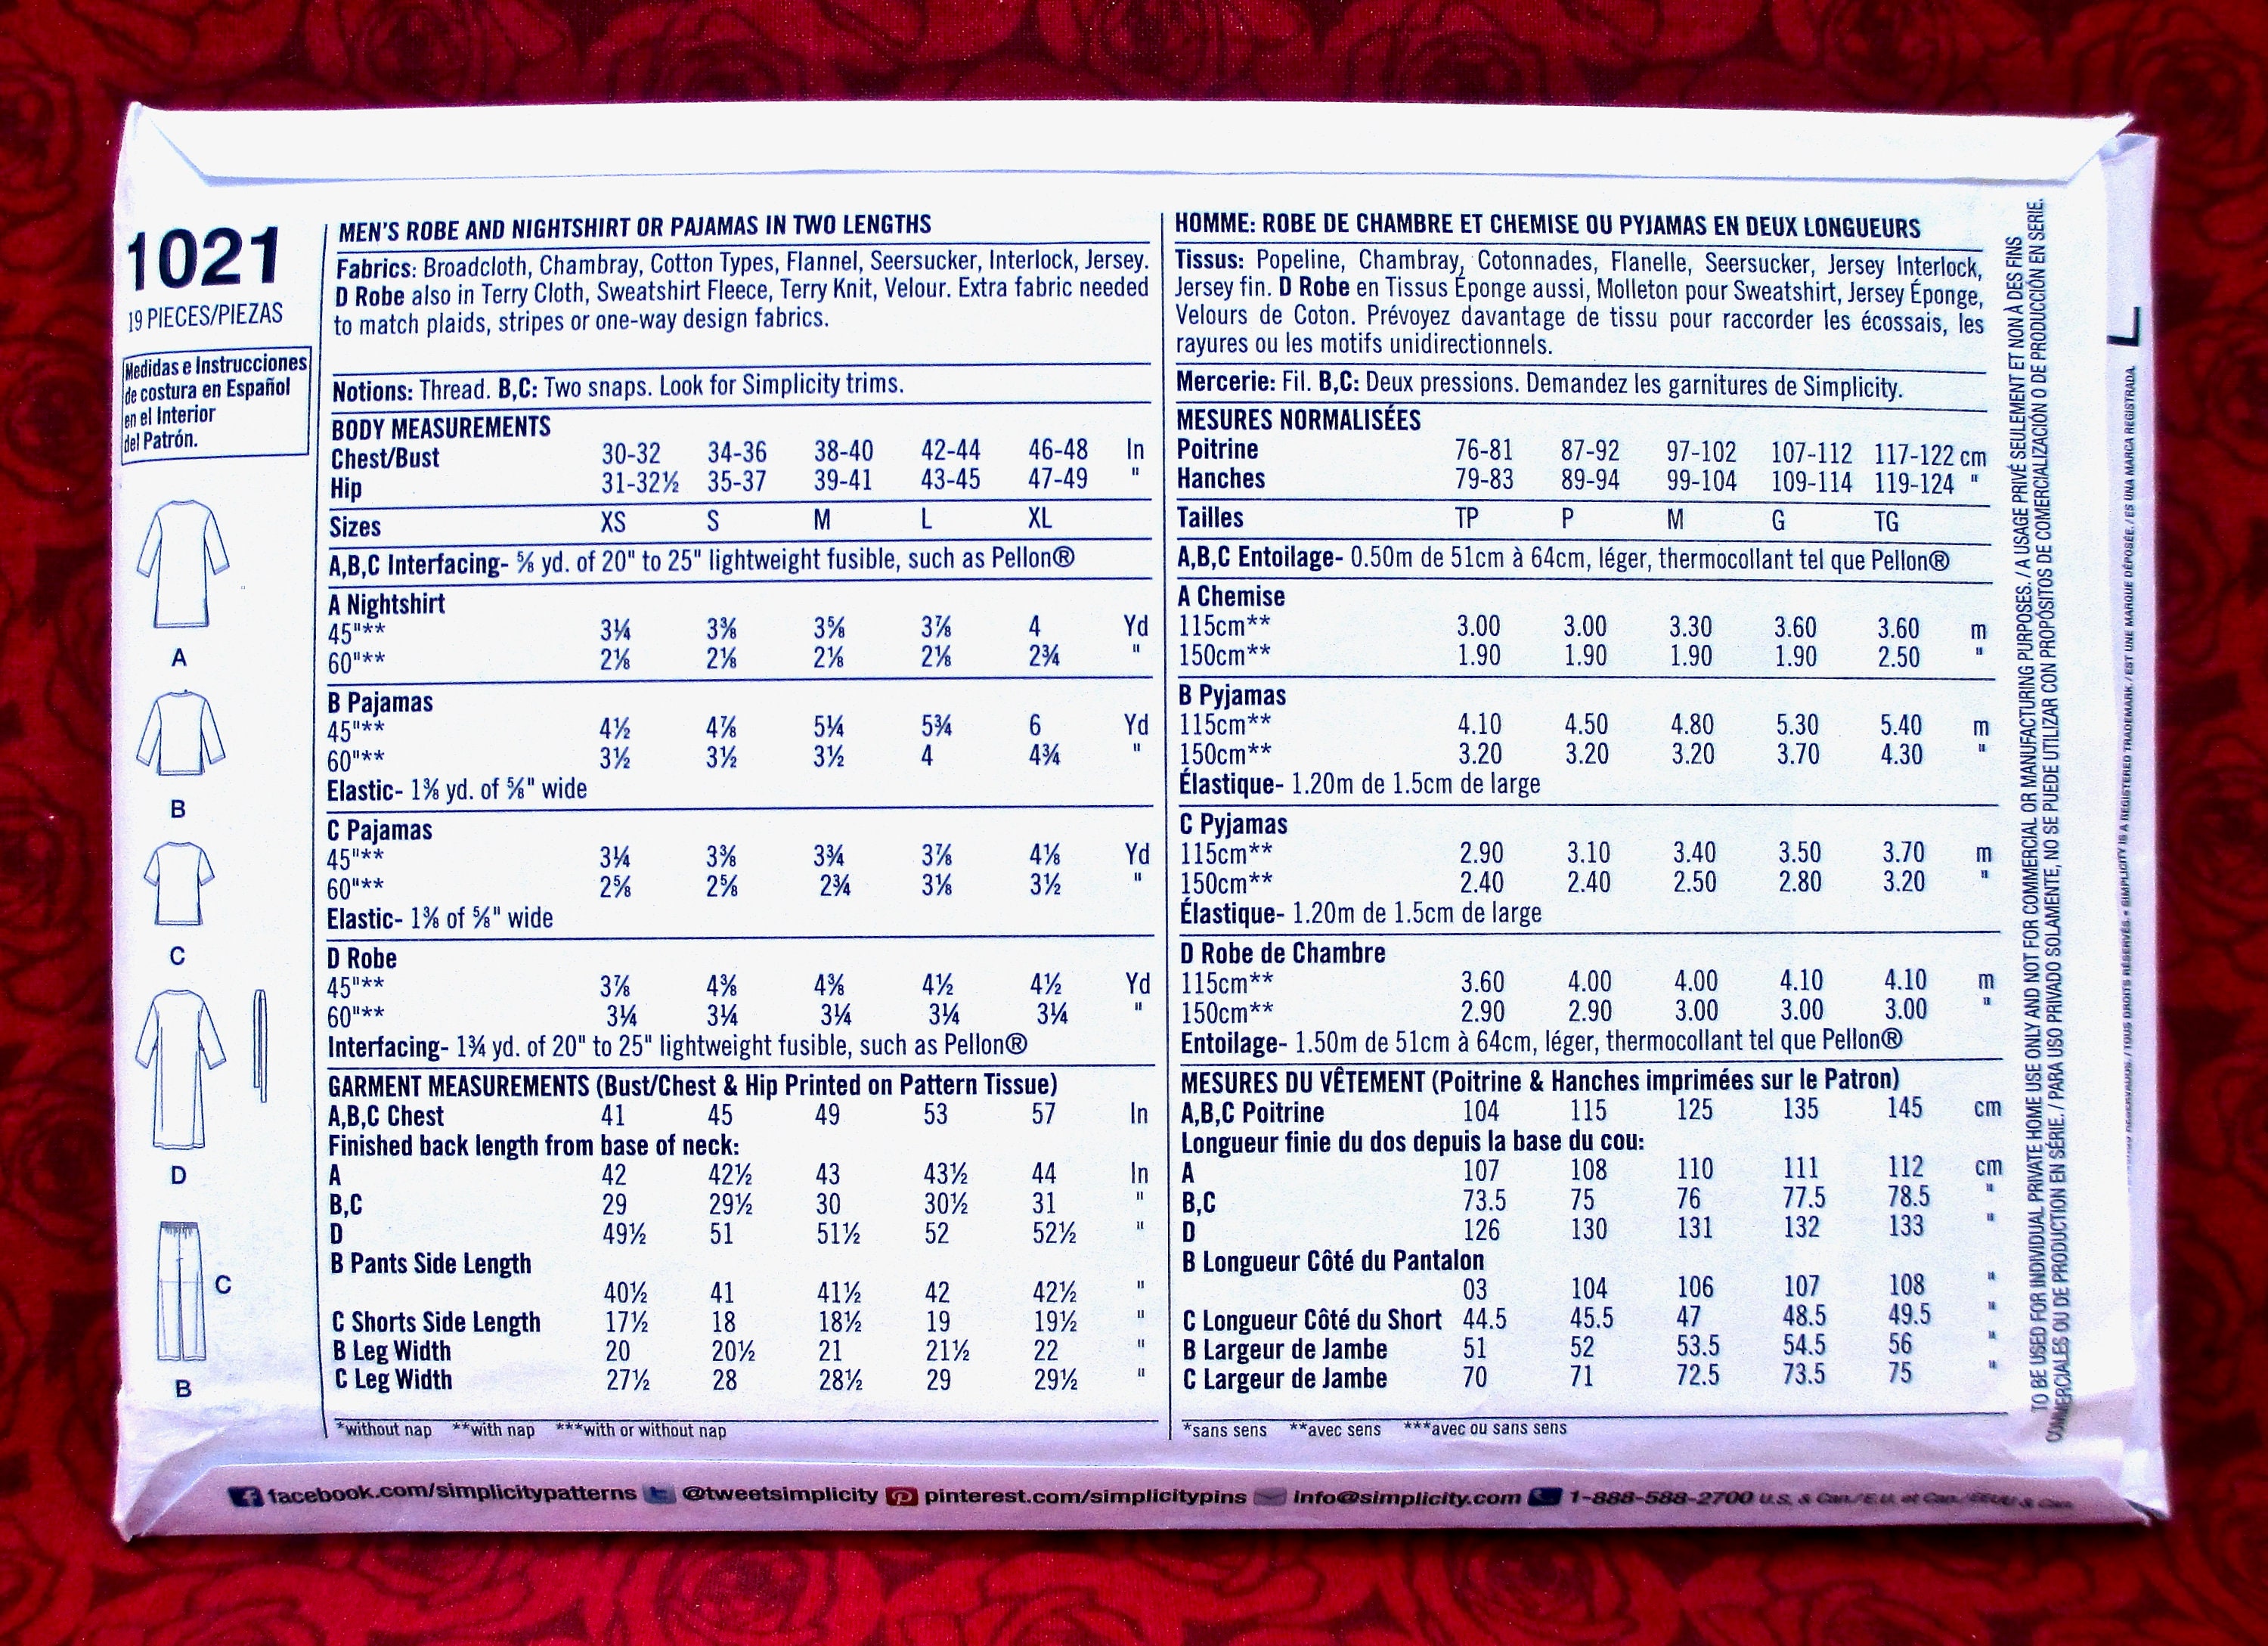 1021
19 PIECES/PIEZAS
Medidas e Instrucciones
de costura en Español
en el Interior
del Patrón.
A
B
C
D
C
B
MEN'S ROBE AND NIGHTSHIRT OR PAJAMAS IN TWO LENGTHS
Fabrics: Broadcloth, Chambray, Cotton Types, Flannel, Seersucker, Interlock, Jersey.
D Robe also in Terry Cloth, Sweatshirt Fleece, Terry Knit, Velour. Extra fabric needed
to match plaids, stripes or one-way design fabrics.
Notions: Thread. B,C: Two snaps. Look for Simplicity trims.
BODY MEASUREMENTS
Chest/Bust 30-32 34-36 38-40 42-44 46-48 In
Hip 31-32½ 35-37 39-41 43-45 47-49 "
Sizes XS S M L XL
A,B,C Interfacing- ⅝ yd. of 20" to 25" lightweight fusible, such as Pellon®
A Nightshirt
45"** 3¼ 3⅜ 3⅝ 3⅞ 4 Yd
60"** 2⅛ 2⅛ 2⅛ 2⅛ 2¾ "
B Pajamas
45"** 4½ 4⅞ 5¼ 5¾ 6 Yd
60"** 3½ 3½ 3½ 4 4¾ "
Elastic- 1⅜ yd. of ⅝" wide
C Pajamas
45"** 3¼ 3⅜ 3¾ 3⅞ 4⅛ Yd
60"** 2⅝ 2⅝ 2¾ 3⅛ 3½ "
Elastic- 1⅜ of ⅝" wide
D Robe
45"** 3⅞ 4⅜ 4⅜ 4½ 4½ Yd
60"** 3¼ 3¼ 3¼ 3¼ 3¼ "
Interfacing- 1¾ yd. of 20" to 25" lightweight fusible, such as Pellon®
GARMENT MEASUREMENTS (Bust/Chest & Hip Printed on Pattern Tissue)
A,B,C Chest 41 45 49 53 57 In
Finished back length from base of neck:
A 42 42½ 43 43½ 44 In
B,C 29 29½ 30 30½ 31 "
D 49½ 51 51½ 52 52½ "
B Pants Side Length
40½ 41 41½ 42 42½ "
C Shorts Side Length 17½ 18 18½ 19 19½ "
B Leg Width 20 20½ 21 21½ 22 "
C Leg Width 27½ 28 28½ 29 29½ "
*without nap **with nap ***with or without nap
HOMME: ROBE DE CHAMBRE ET CHEMISE OU PYJAMAS EN DEUX LONGUEURS
Tissus: Popeline, Chambray, Cotonnades, Flanelle, Seersucker, Jersey Interlock,
Jersey fin. D Robe en Tissus Éponge aussi, Molleton pour Sweatshirt, Jersey Éponge,
Velours de Coton. Prévoyez davantage de tissu pour raccorder les écossais, les
rayures ou les motifs unidirectionnels.
Mercerie: Fil. B,C: Deux pressions. Demandez les garnitures de Simplicity.
MESURES NORMALISÉES
Poitrine 76-81 87-92 97-102 107-112 117-122 cm
Hanches 79-83 89-94 99-104 109-114 119-124 "
Tailles TP P M G TG
A,B,C Entoilage- 0.50m de 51cm à 64cm, léger, thermocollant tel que Pellon®
A Chemise
115cm** 3.00 3.00 3.30 3.60 3.60 m
150cm** 1.90 1.90 1.90 1.90 2.50 "
B Pyjamas
115cm** 4.10 4.50 4.80 5.30 5.40 m
150cm** 3.20 3.20 3.20 3.70 4.30 "
Élastique- 1.20m de 1.5cm de large
C Pyjamas
115cm** 2.90 3.10 3.40 3.50 3.70 m
150cm** 2.40 2.40 2.50 2.80 3.20 "
Élastique- 1.20m de 1.5cm de large
D Robe de Chambre
115cm** 3.60 4.00 4.00 4.10 4.10 m
150cm** 2.90 2.90 3.00 3.00 3.00 "
Entoilage- 1.50m de 51cm à 64cm, léger, thermocollant tel que Pellon®
MESURES DU VÊTEMENT (Poitrine & Hanches imprimées sur le Patron)
A,B,C Poitrine 104 115 125 135 145 cm
Longueur finie du dos depuis la base du cou:
A 107 108 110 111 112 cm
B,C 73.5 75 76 77.5 78.5 "
D 126 130 131 132 133 "
B Longueur Côté du Pantalon
03 104 106 107 108 "
C Longueur Côté du Short 44.5 45.5 47 48.5 49.5 "
B Largeur de Jambe 51 52 53.5 54.5 56 "
C Largeur de Jambe 70 71 72.5 73.5 75 "
*sans sens **avec sens ***avec ou sans sens
TO BE USED FOR INDIVIDUAL PRIVATE HOME USE ONLY AND NOT FOR COMMERCIAL OR MANUFACTURING PURPOSES. / A USAGE PRIVÉ SEULEMENT ET NON À DES FINS
COMMERCIALES OU DE PRODUCTION EN SÉRIE. / PARA USO PRIVADO SOLAMENTE, NO SE PUEDE UTILIZAR CON PROPÓSITOS DE COMERCIALIZACIÓN O DE PRODUCCIÓN EN SERIE.
TOUS DROITS RÉSERVÉS. • SIMPLICITY IS A REGISTERED TRADEMARK. / EST UNE MARQUE DÉPOSÉE. / ES UNA MARCA REGISTRADA.
facebook.com/simplicitypatterns @tweetsimplicity pinterest.com/simplicitypins info@simplicity.com 1-888-588-2700 U.S. & Can./E.U. et Can./EEUU & Can.